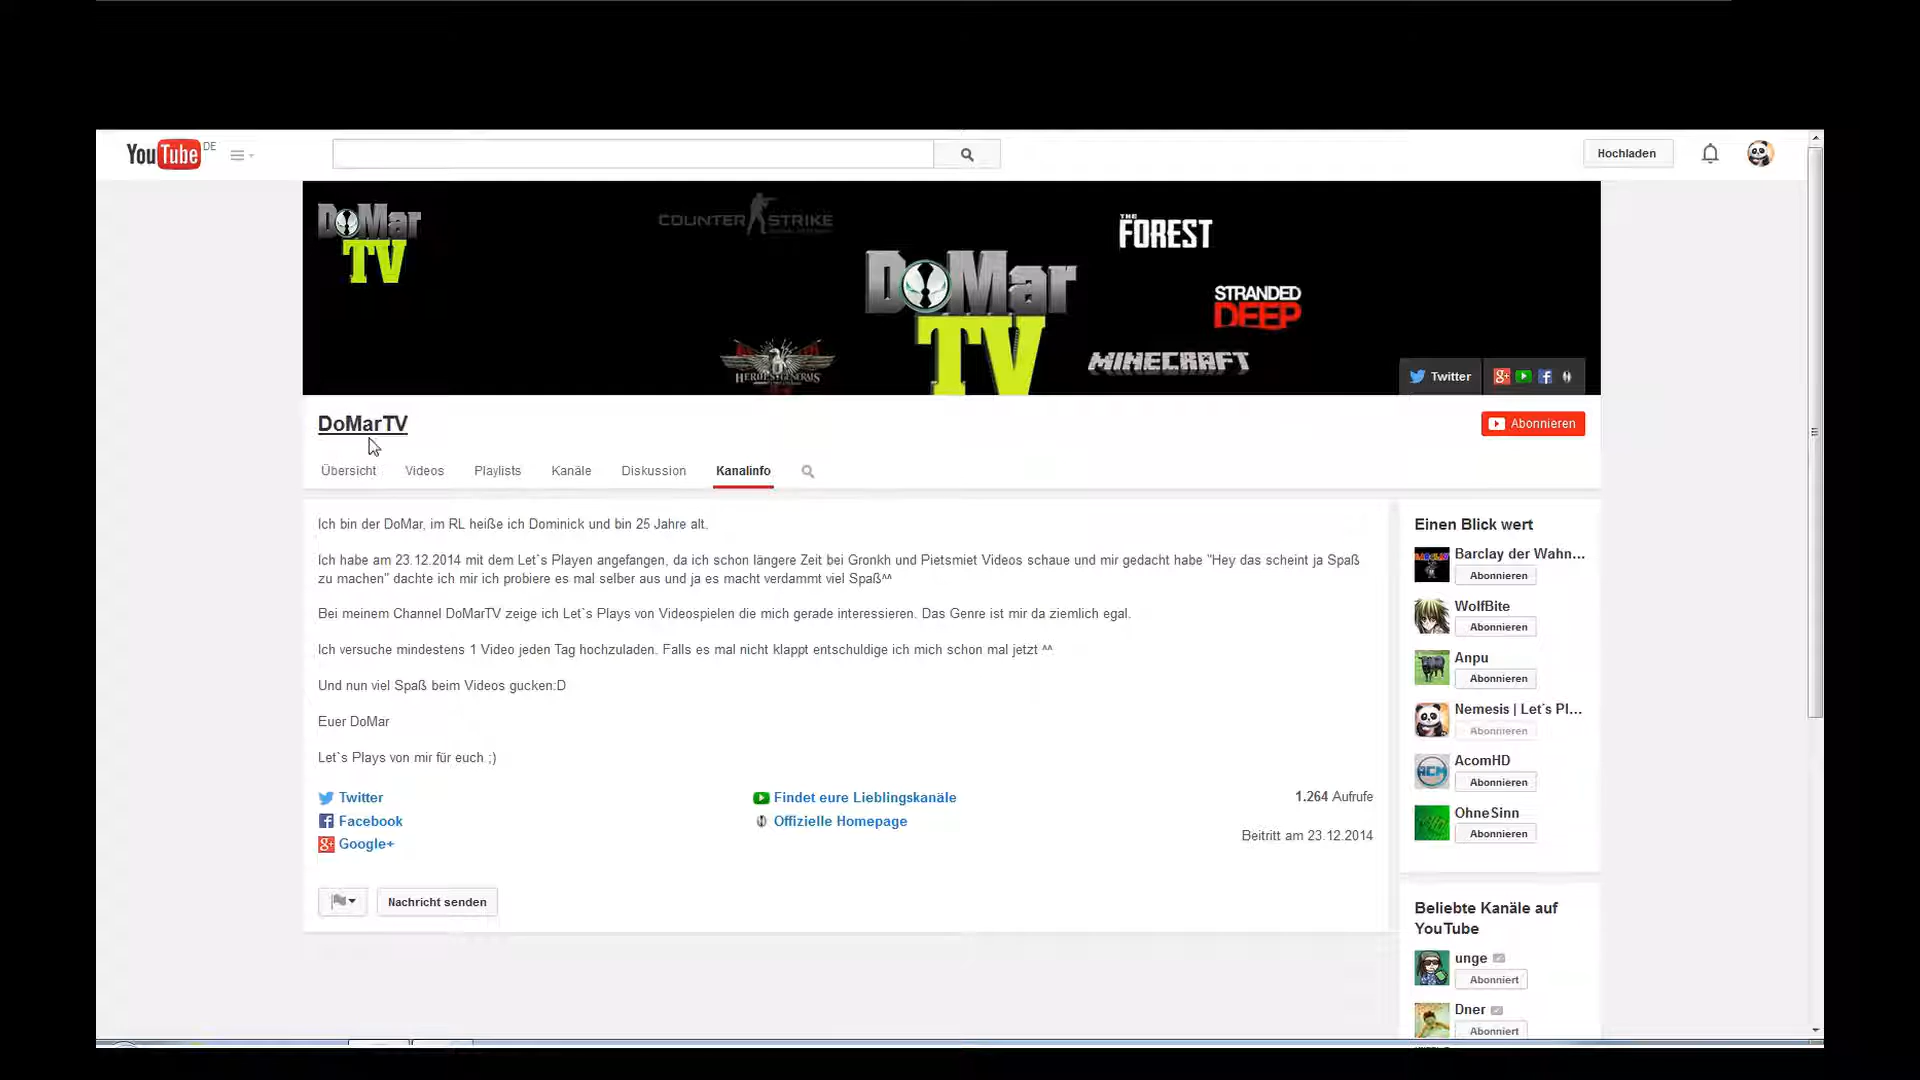 YouTube DE
Hochladen
DoMar
TV
COUNTER STRIKE
THE
FOREST
DoMar
TV
STRANDED
DEEP
HEROES & GENERALS
MINECRAFT
Twitter
DoMarTV
Abonnieren
Übersicht Videos Playlists Kanäle Diskussion Kanalinfo
Ich bin der DoMar, im RL heiße ich Dominick und bin 25 Jahre alt.
Ich habe am 23.12.2014 mit dem Let`s Playen angefangen, da ich schon längere Zeit bei Gronkh und Pietsmiet Videos schaue und mir gedacht habe "Hey das scheint ja Spaß
zu machen" dachte ich mir ich probiere es mal selber aus und ja es macht verdammt viel Spaß^^
Bei meinem Channel DoMarTV zeige ich Let`s Plays von Videospielen die mich gerade interessieren. Das Genre ist mir da ziemlich egal.
Ich versuche mindestens 1 Video jeden Tag hochzuladen. Falls es mal nicht klappt entschuldige ich mich schon mal jetzt ^^
Und nun viel Spaß beim Videos gucken:D
Euer DoMar
Let`s Plays von mir für euch ;)
Twitter
Facebook
Google+
Findet eure Lieblingskanäle
Offizielle Homepage
1.264 Aufrufe
Beitritt am 23.12.2014
Nachricht senden
Einen Blick wert
Barclay der Wahn...
Abonnieren
WolfBite
Abonnieren
Anpu
Abonnieren
Nemesis | Let´s Pl...
Abonnieren
AcomHD
Abonnieren
OhneSinn
Abonnieren
Beliebte Kanäle auf
YouTube
unge
Abonniert
Dner
Abonniert